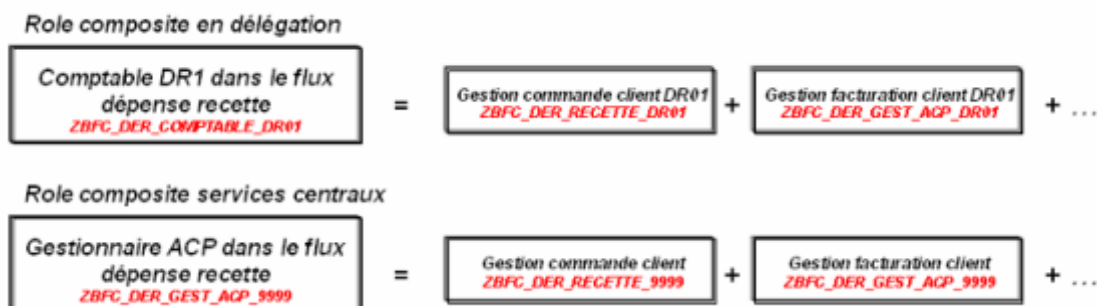 Role composite en délégation
Comptable DR1 dans le flux
dépense recette
ZBFC_DER_COMPTABLE_DR01
=
Gestion commande client DR01
ZBFC_DER_RECETTE_DR01
+
Gestion facturation client DR01
ZBFC_DER_GEST_ACP_DR01
+ ...
Role composite services centraux
Gestionnaire ACP dans le flux
dépense recette
ZBFC_DER_GEST_ACP_9999
=
Gestion commande client
ZBFC_DER_RECETTE_9999
+
Gestion facturation client
ZBFC_DER_GEST_ACP_9999
+ ...